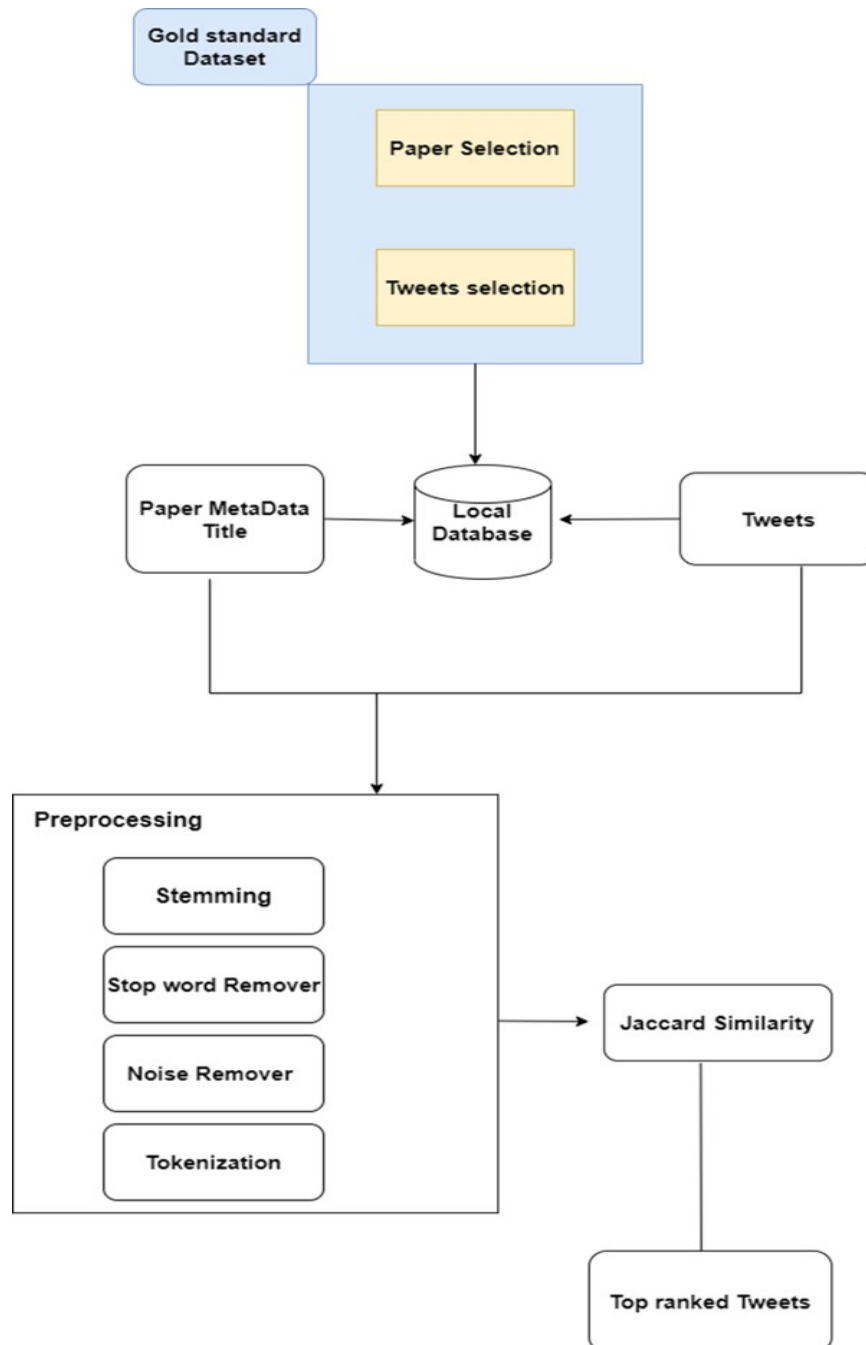 Gold standard
Dataset
Paper Selection
Tweets selection
Paper MetaData
Title
Local
Database
Tweets
Preprocessing
Stemming
Stop word Remover
Noise Remover
Tokenization
Jaccard Similarity
Top ranked Tweets